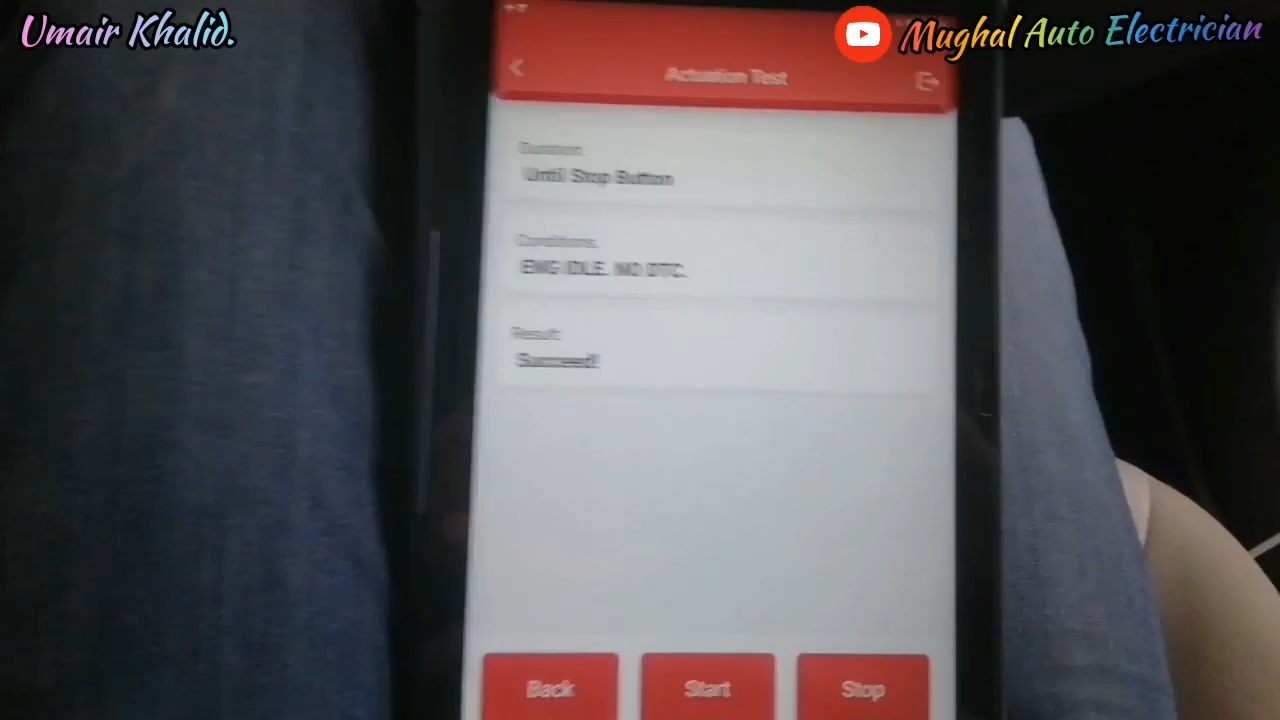 Umair Khalid.
Mughal Auto Electrician
Actuation Test
Duration:
Until Stop Button
Conditions:
ENG IDLE. NO DTC.
Result:
Succeed!
Back
Start
Stop